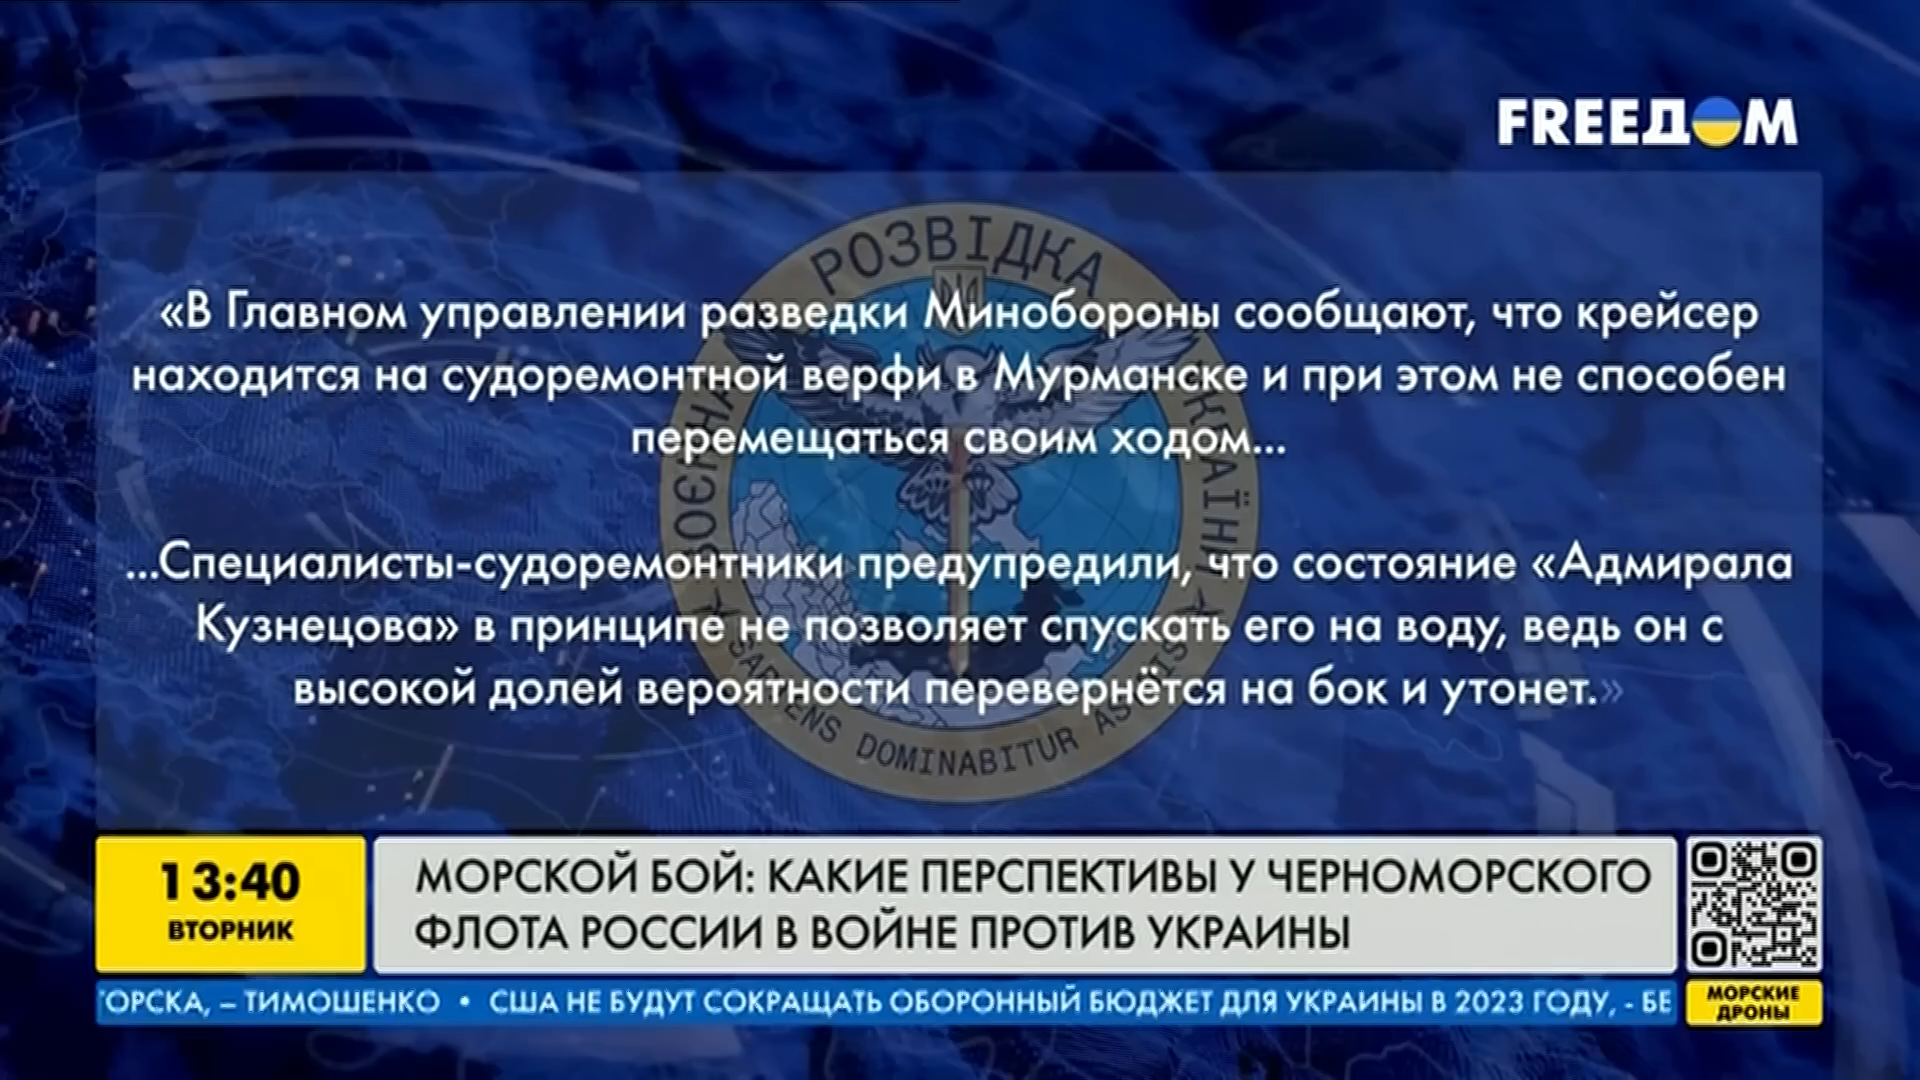 FREEДОМ
РОЗВІДКА
«В Главном управлении разведки Минобороны сообщают, что крейсер
находится на судоремонтной верфи в Мурманске и при этом не способен
перемещаться своим ходом...
...Специалисты-судоремонтники предупредили, что состояние «Адмирала
Кузнецова» в принципе не позволяет спускать его на воду, ведь он с
высокой долей вероятности перевернётся на бок и утонет.»
DOMINABITUR
13:40
ВТОРНИК
МОРСКОЙ БОЙ: КАКИЕ ПЕРСПЕКТИВЫ У ЧЕРНОМОРСКОГО
ФЛОТА РОССИИ В ВОЙНЕ ПРОТИВ УКРАИНЫ
ОРСКА, – ТИМОШЕНКО • США НЕ БУДУТ СОКРАЩАТЬ ОБОРОННЫЙ БЮДЖЕТ ДЛЯ УКРАИНЫ В 2023 ГОДУ, - БЕ
МОРСКИЕ
ДРОНЫ